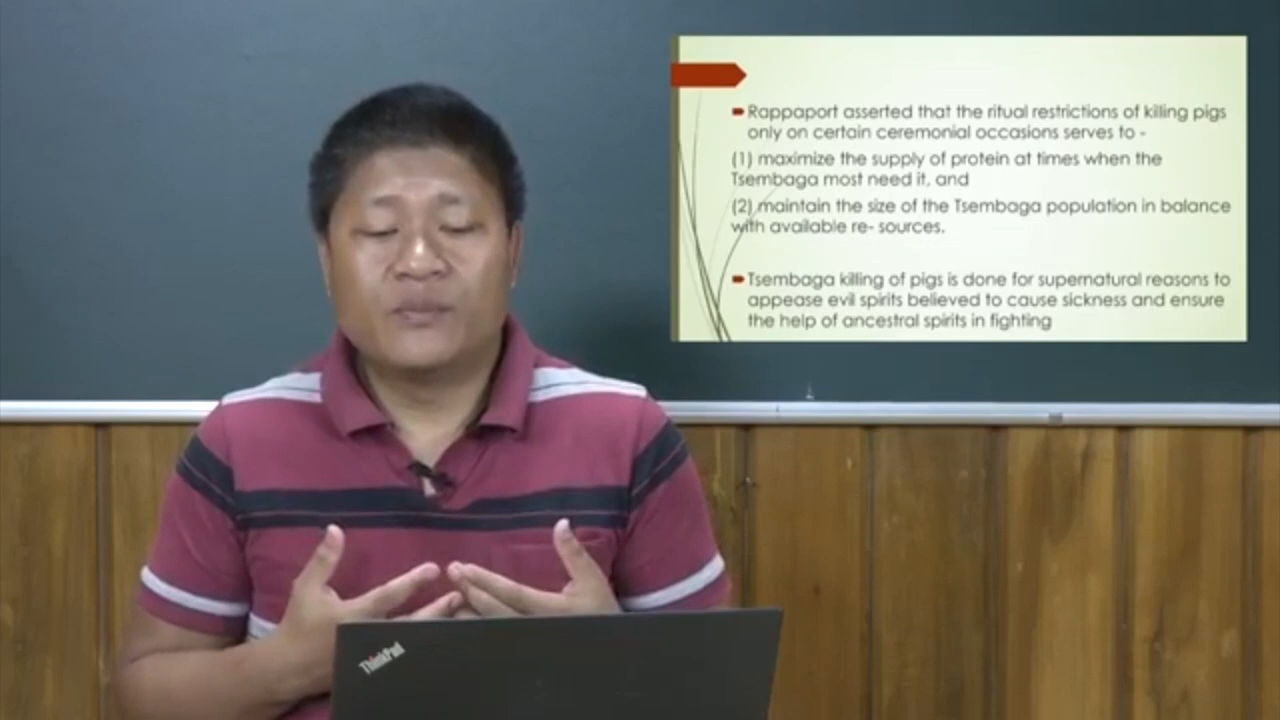 Rappaport asserted that the ritual restrictions of killing pigs
only on certain ceremonial occasions serves to -
(1) maximize the supply of protein at times when the
Tsembaga most need it, and
(2) maintain the size of the Tsembaga population in balance
with available re- sources.
Tsembaga killing of pigs is done for supernatural reasons to
appease evil spirits believed to cause sickness and ensure
the help of ancestral spirits in fighting
ThinkPad